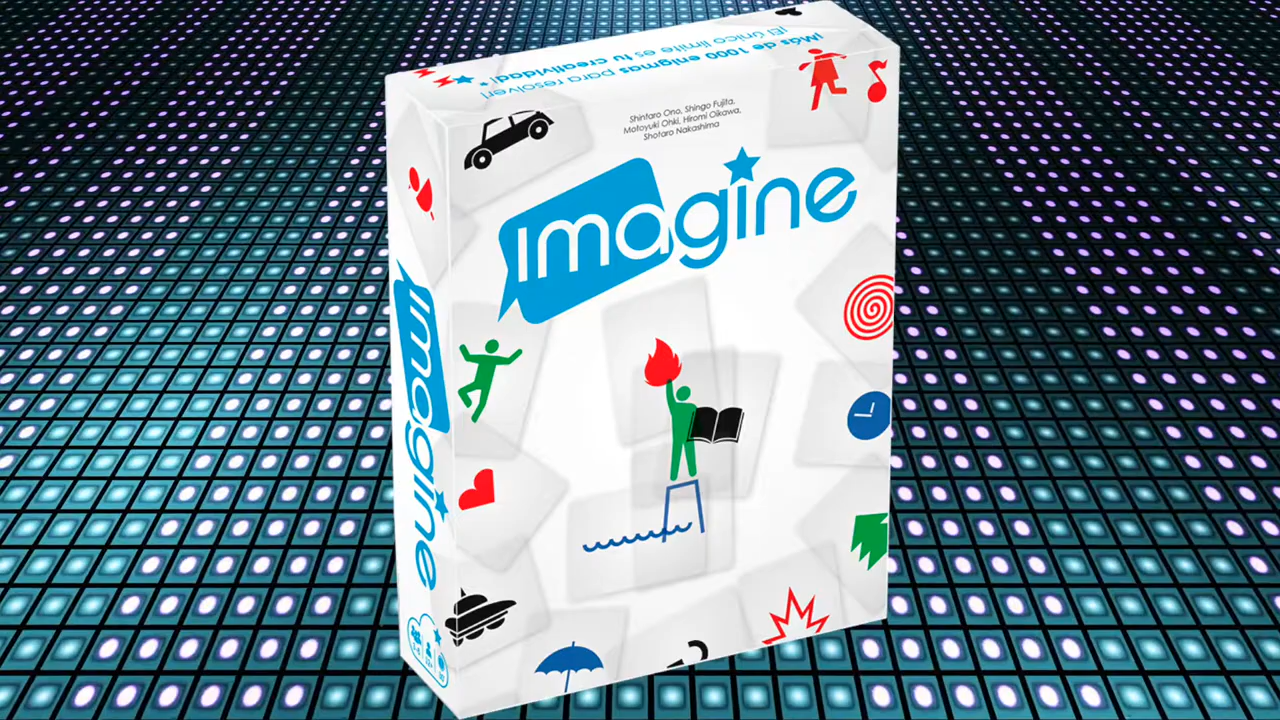 ¡Más de 1000 enigmas para resolver!
¡El único límite es tu creatividad!
Shintaro Ono, Shingo Fujita,
Motoyuki Ohki, Hiromi Oikawa,
Shotaro Nakashima
imagine
imagine